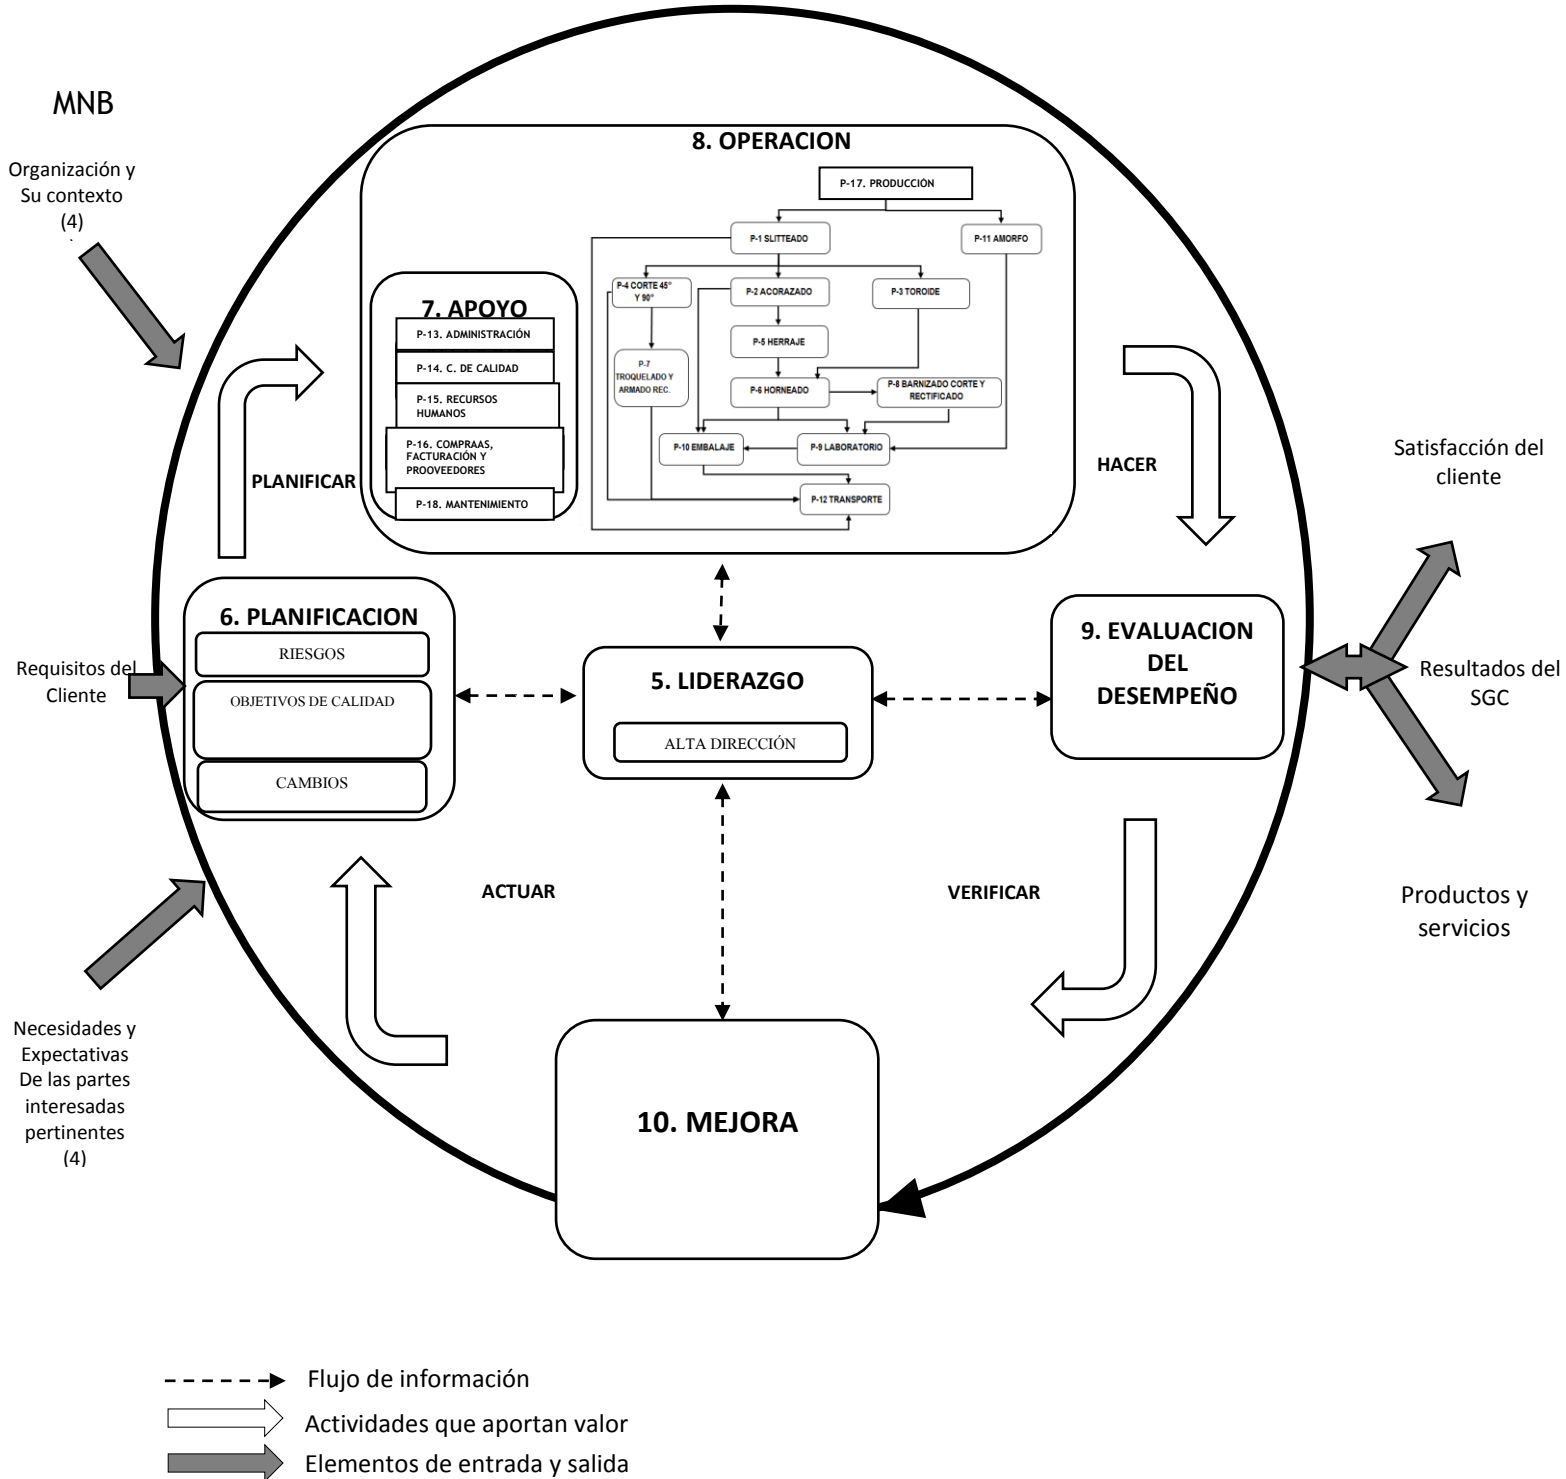 MNB
Organización y
Su contexto
(4)
8. OPERACION
P-17. PRODUCCIÓN
P-1 SLITTEADO
P-11 AMORFO
P-4 CORTE 45°
Y 90°
P-2 ACORAZADO
P-3 TOROIDE
P-5 HERRAJE
P-7
TROQUELADO Y
ARMADO REC.
P-6 HORNEADO
P-8 BARNIZADO CORTE Y
RECTIFICADO
P-10 EMBALAJE
P-9 LABORATORIO
P-12 TRANSPORTE
7. APOYO
P-13. ADMINISTRACIÓN
P-14. C. DE CALIDAD
P-15. RECURSOS
HUMANOS
P-16. COMPRAAS,
FACTURACIÓN Y
PROOVEEDORES
P-18. MANTENIMIENTO
PLANIFICAR
HACER
Satisfacción del
cliente
6. PLANIFICACION
RIESGOS
OBJETIVOS DE CALIDAD
CAMBIOS
Requisitos del
Cliente
5. LIDERAZGO
ALTA DIRECCIÓN
9. EVALUACION
DEL
DESEMPEÑO
Resultados del
SGC
ACTUAR
VERIFICAR
Productos y
servicios
Necesidades y
Expectativas
De las partes
interesadas
pertinentes
(4)
10. MEJORA
Flujo de información
Actividades que aportan valor
Elementos de entrada y salida